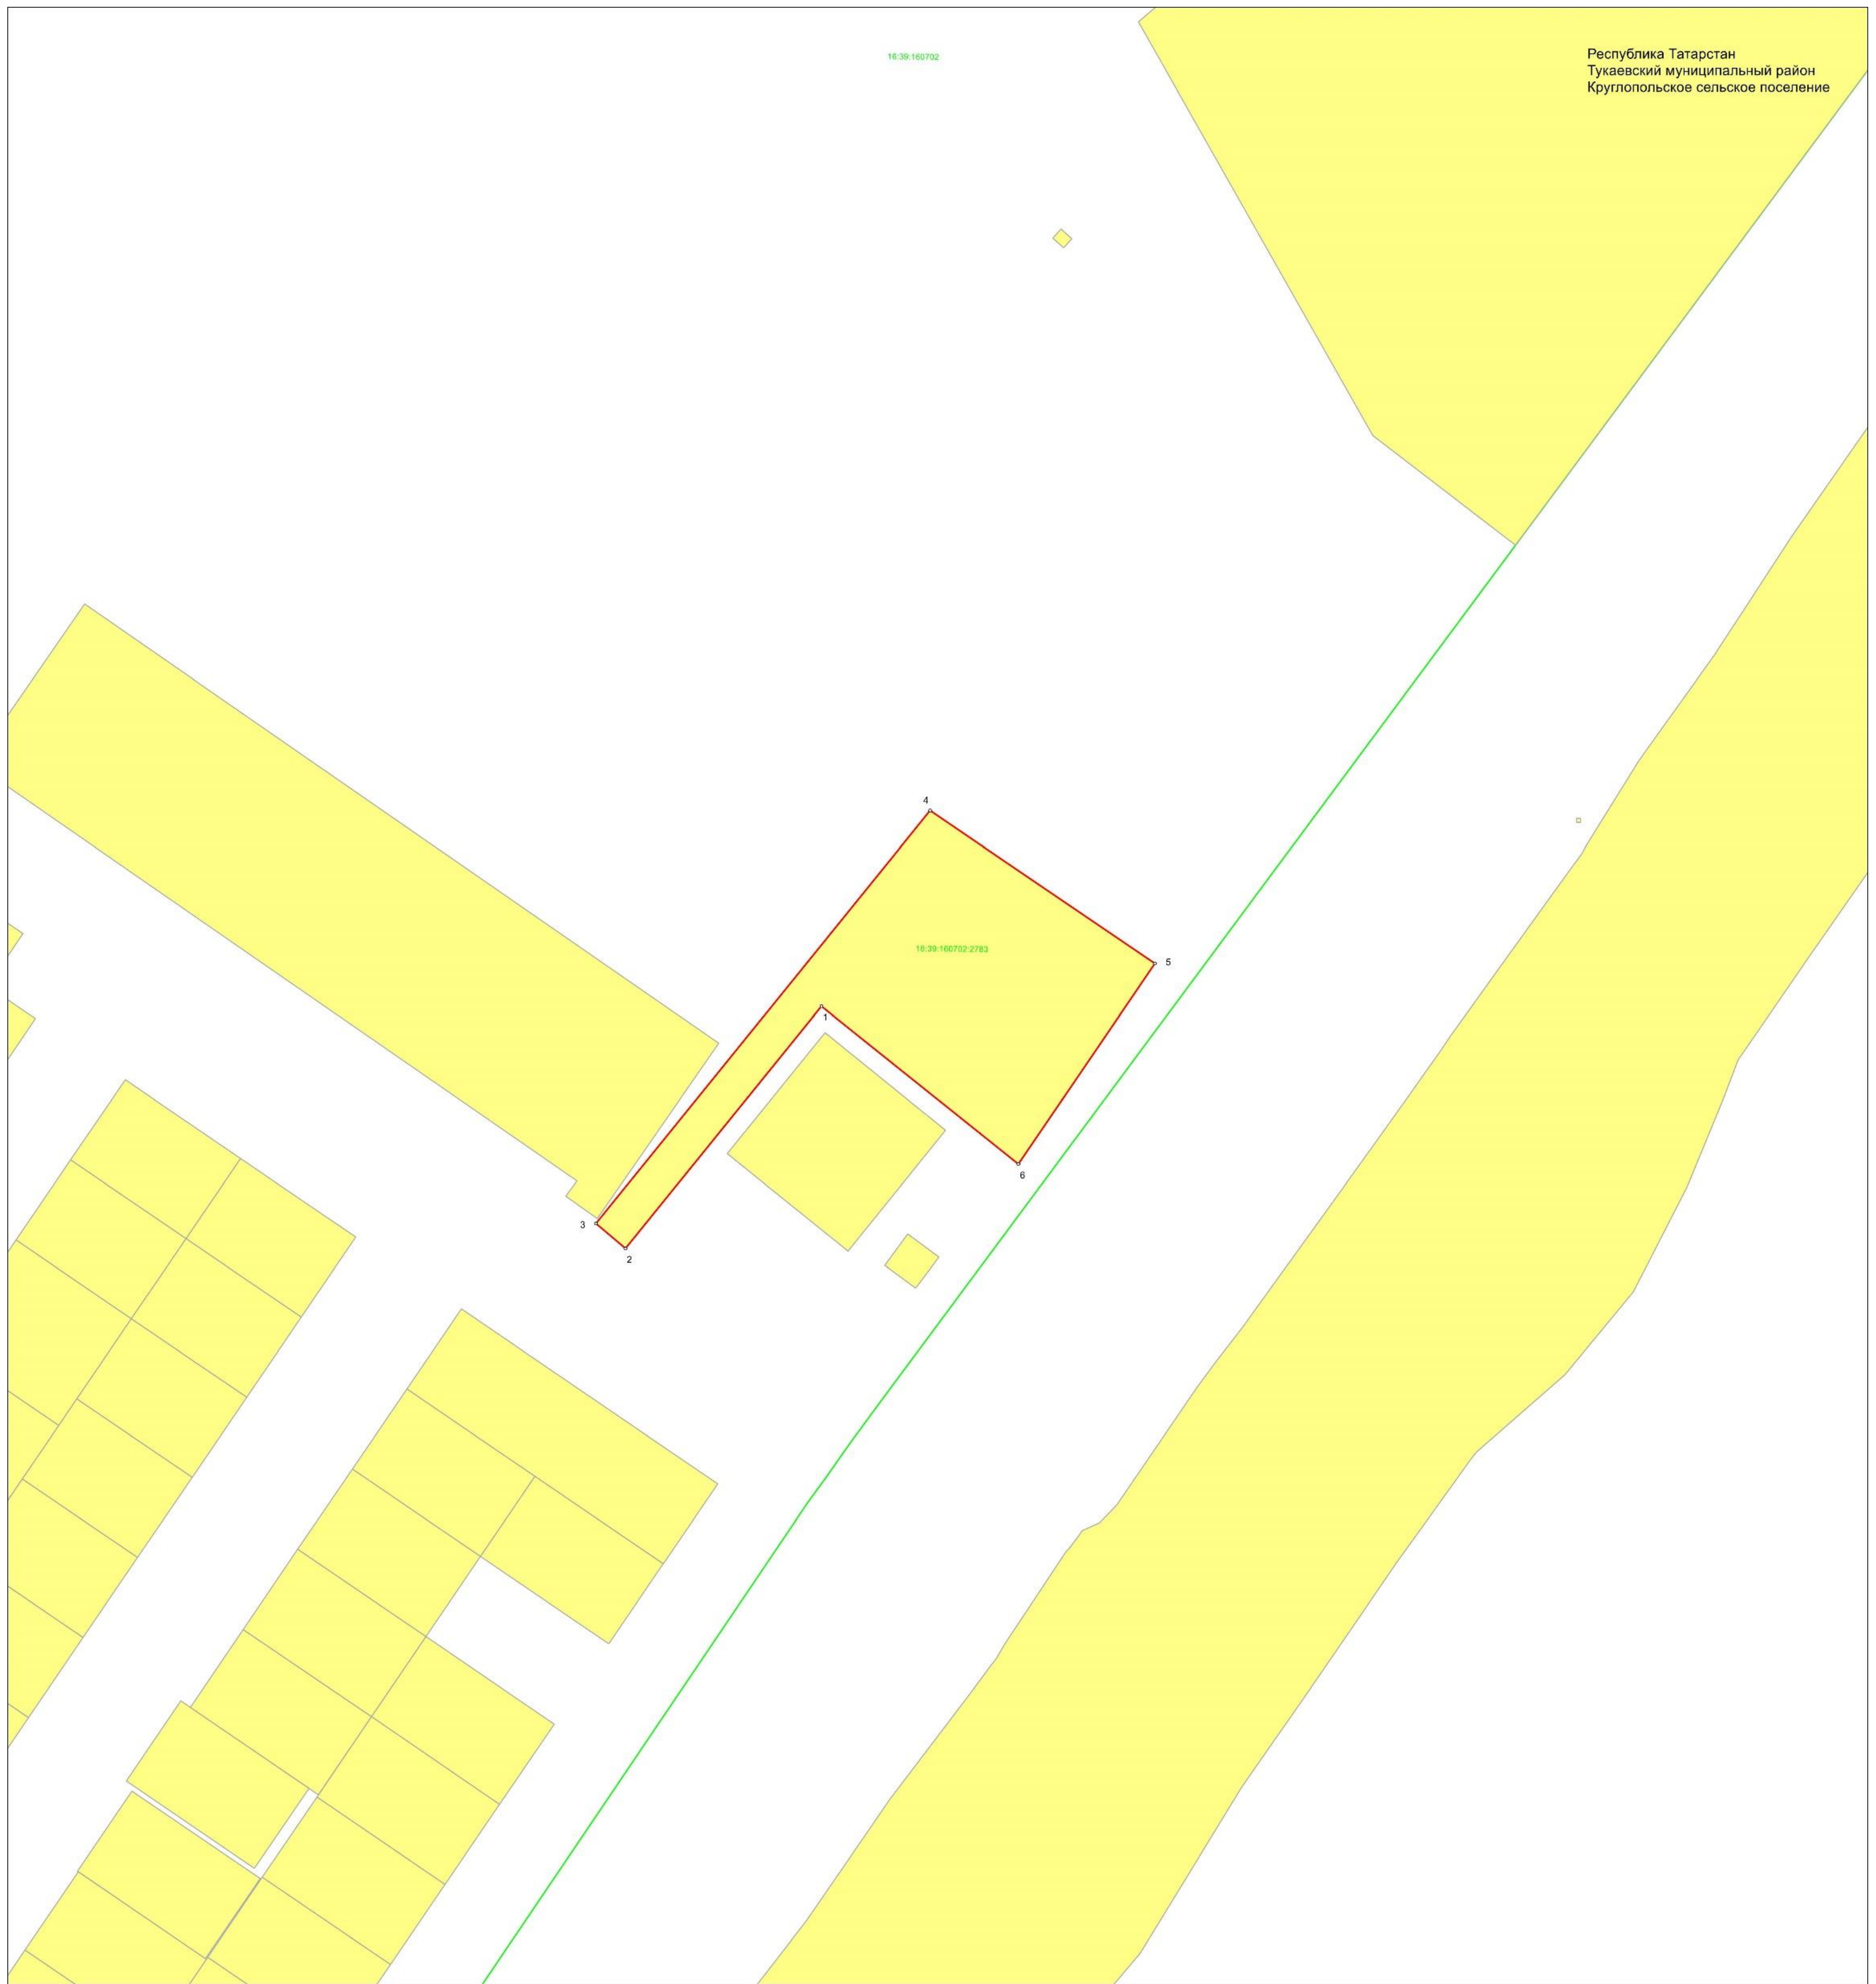 16:39:160702
Республика Татарстан
Тукаевский муниципальный район
Круглопольское сельское поселение
4
16:39:160702:2783
5
1
6
3
2